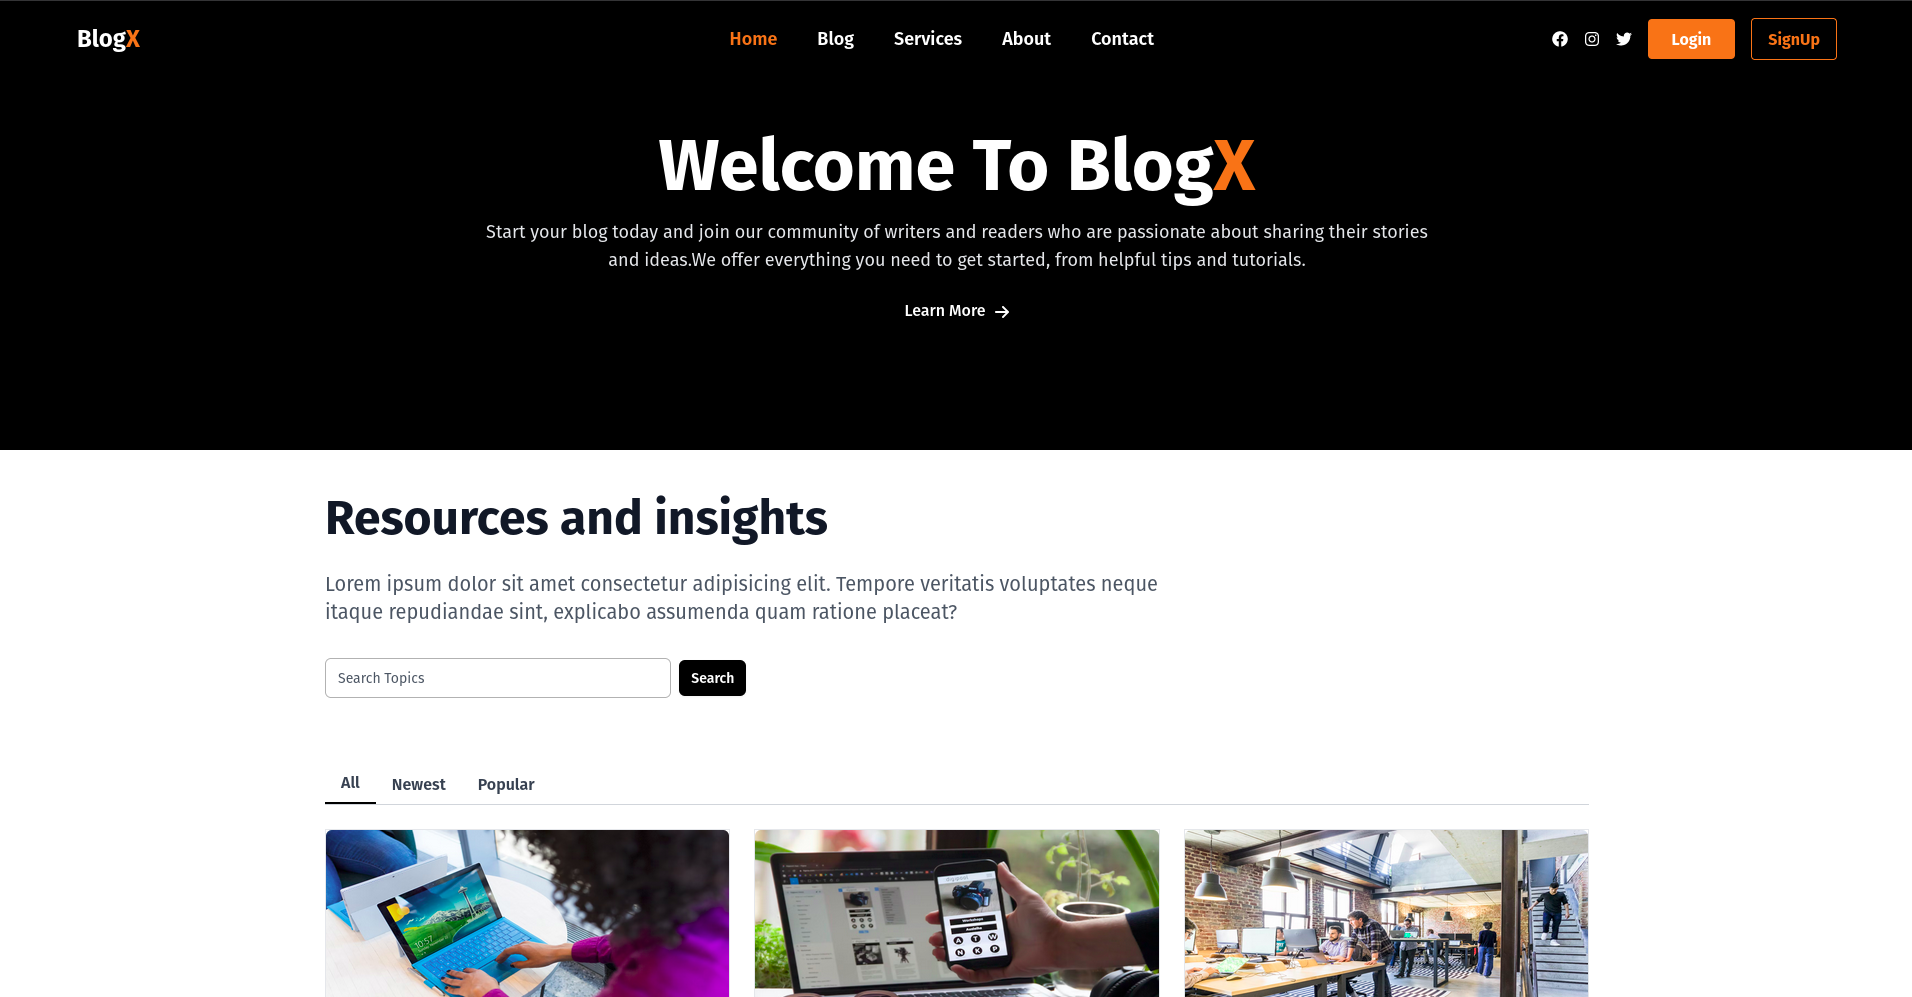 BlogX
Home Blog Services About Contact
Login SignUp
Welcome To BlogX
Start your blog today and join our community of writers and readers who are passionate about sharing their stories
and ideas.We offer everything you need to get started, from helpful tips and tutorials.
Learn More
Resources and insights
Lorem ipsum dolor sit amet consectetur adipisicing elit. Tempore veritatis voluptates neque
itaque repudiandae sint, explicabo assumenda quam ratione placeat?
Search Topics Search
All Newest Popular
10:57
Workshops
A T W
N K P